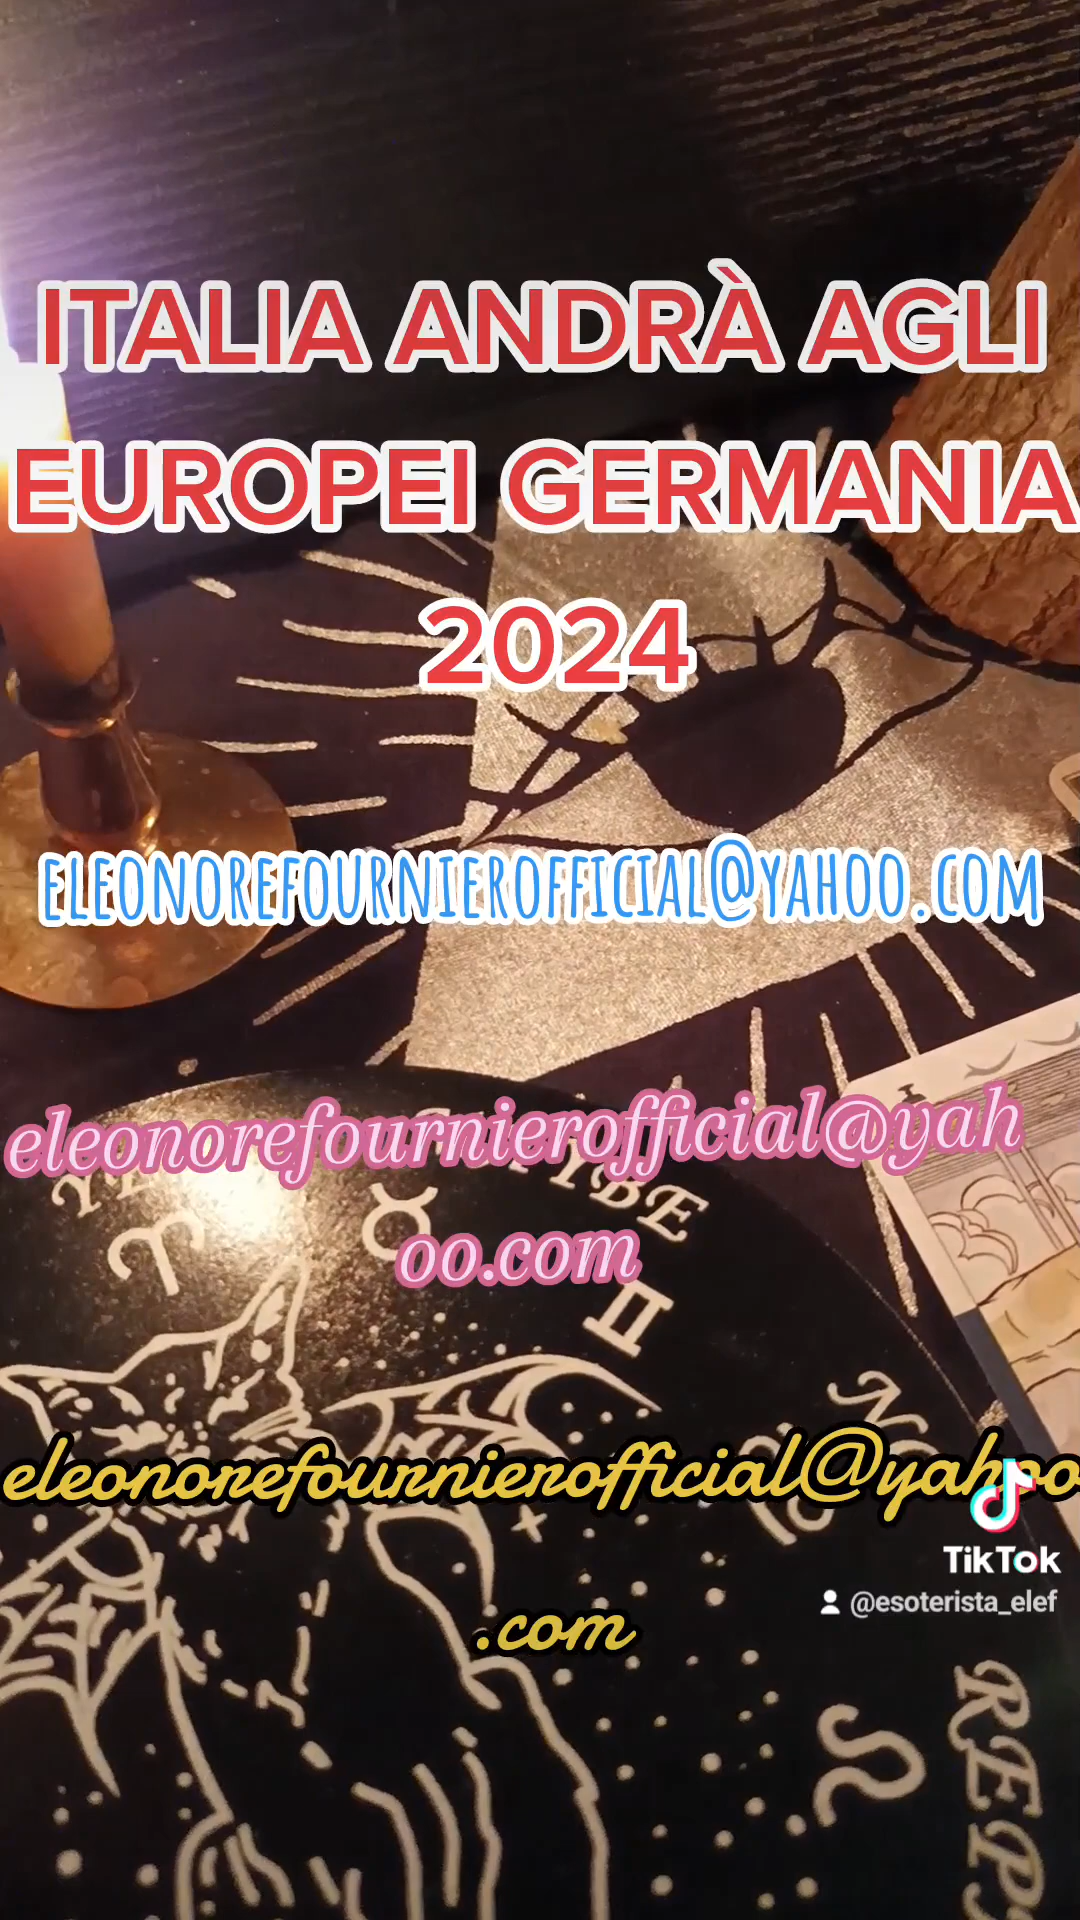 ITALIA ANDRÀ AGLI
EUROPEI GERMANIA
2024
ELEONOREFOURNIEROFFICIAL@YAHOO.COM
eleonorefournierofficial@yah
oo.com
eleonorefournierofficial@yahoo
.com
TikTok
@esoterista_elef